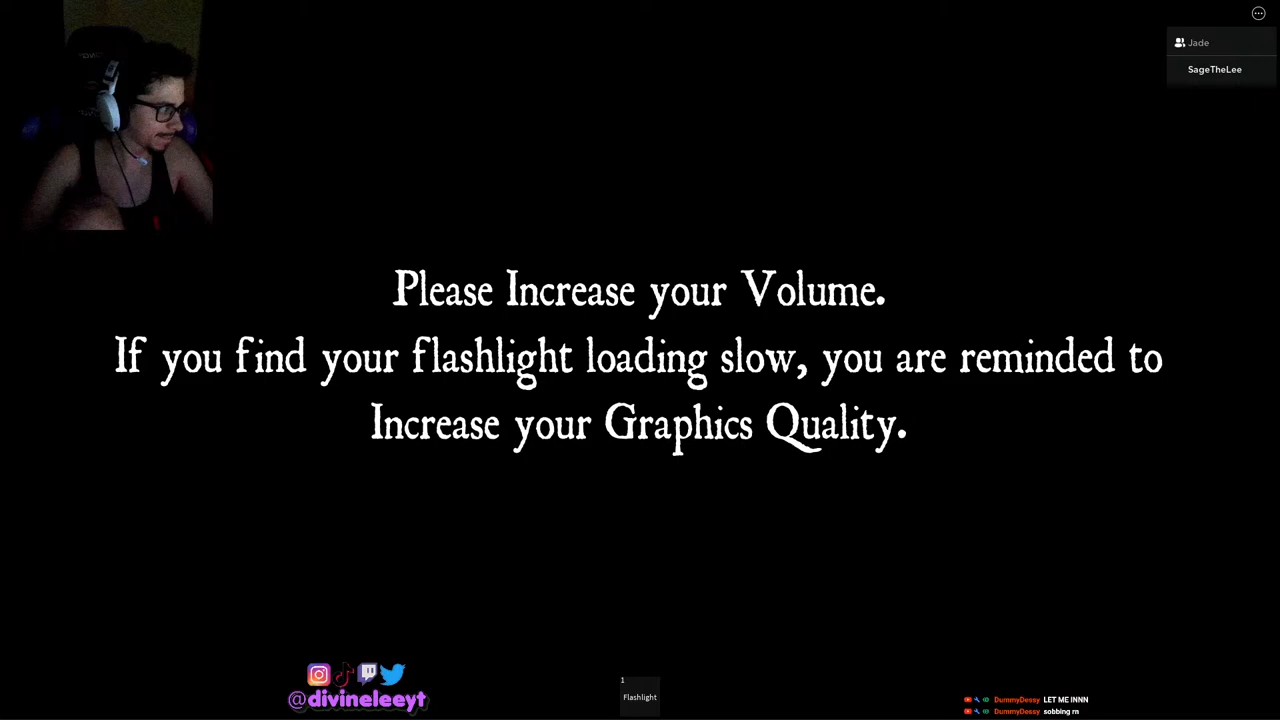 Jade
SageTheLee
Please Increase your Volume.
If you find your flashlight loading slow, you are reminded to
Increase your Graphics Quality.
@divineleeyt
1
Flashlight
DummyDessy LET ME INNN
DummyDessy sobbing rn